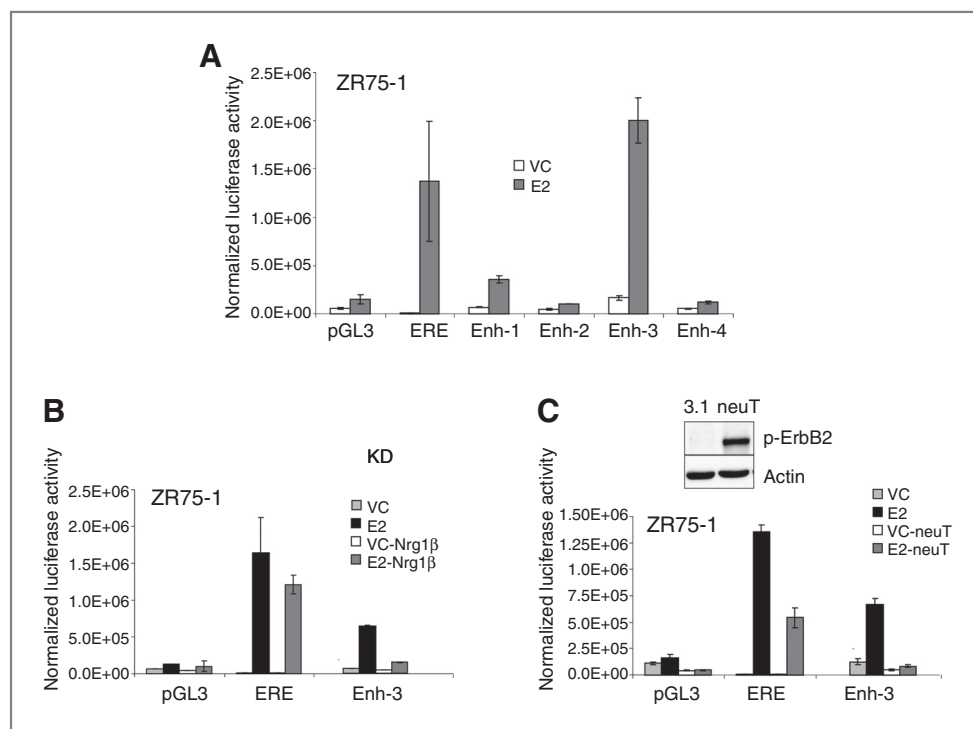 A
ZR75-1
Normalized luciferase activity
2.5E+06
2.0E+06
1.5E+06
1.0E+06
5.0E+05
0.0E+00
VC
E2
pGL3 ERE Enh-1 Enh-2 Enh-3 Enh-4
B
KD
ZR75-1
Normalized luciferase activity
2.5E+06
2.0E+06
1.5E+06
1.0E+06
5.0E+05
0.0E+00
VC
E2
VC-Nrg1β
E2-Nrg1β
pGL3 ERE Enh-3
C
3.1 neuT
p-ErbB2
Actin
ZR75-1
Normalized luciferase activity
1.50E+06
1.25E+06
1.00E+06
7.5E+05
5.0E+05
2.5E+05
0.0E+00
VC
E2
VC-neuT
E2-neuT
pGL3 ERE Enh-3